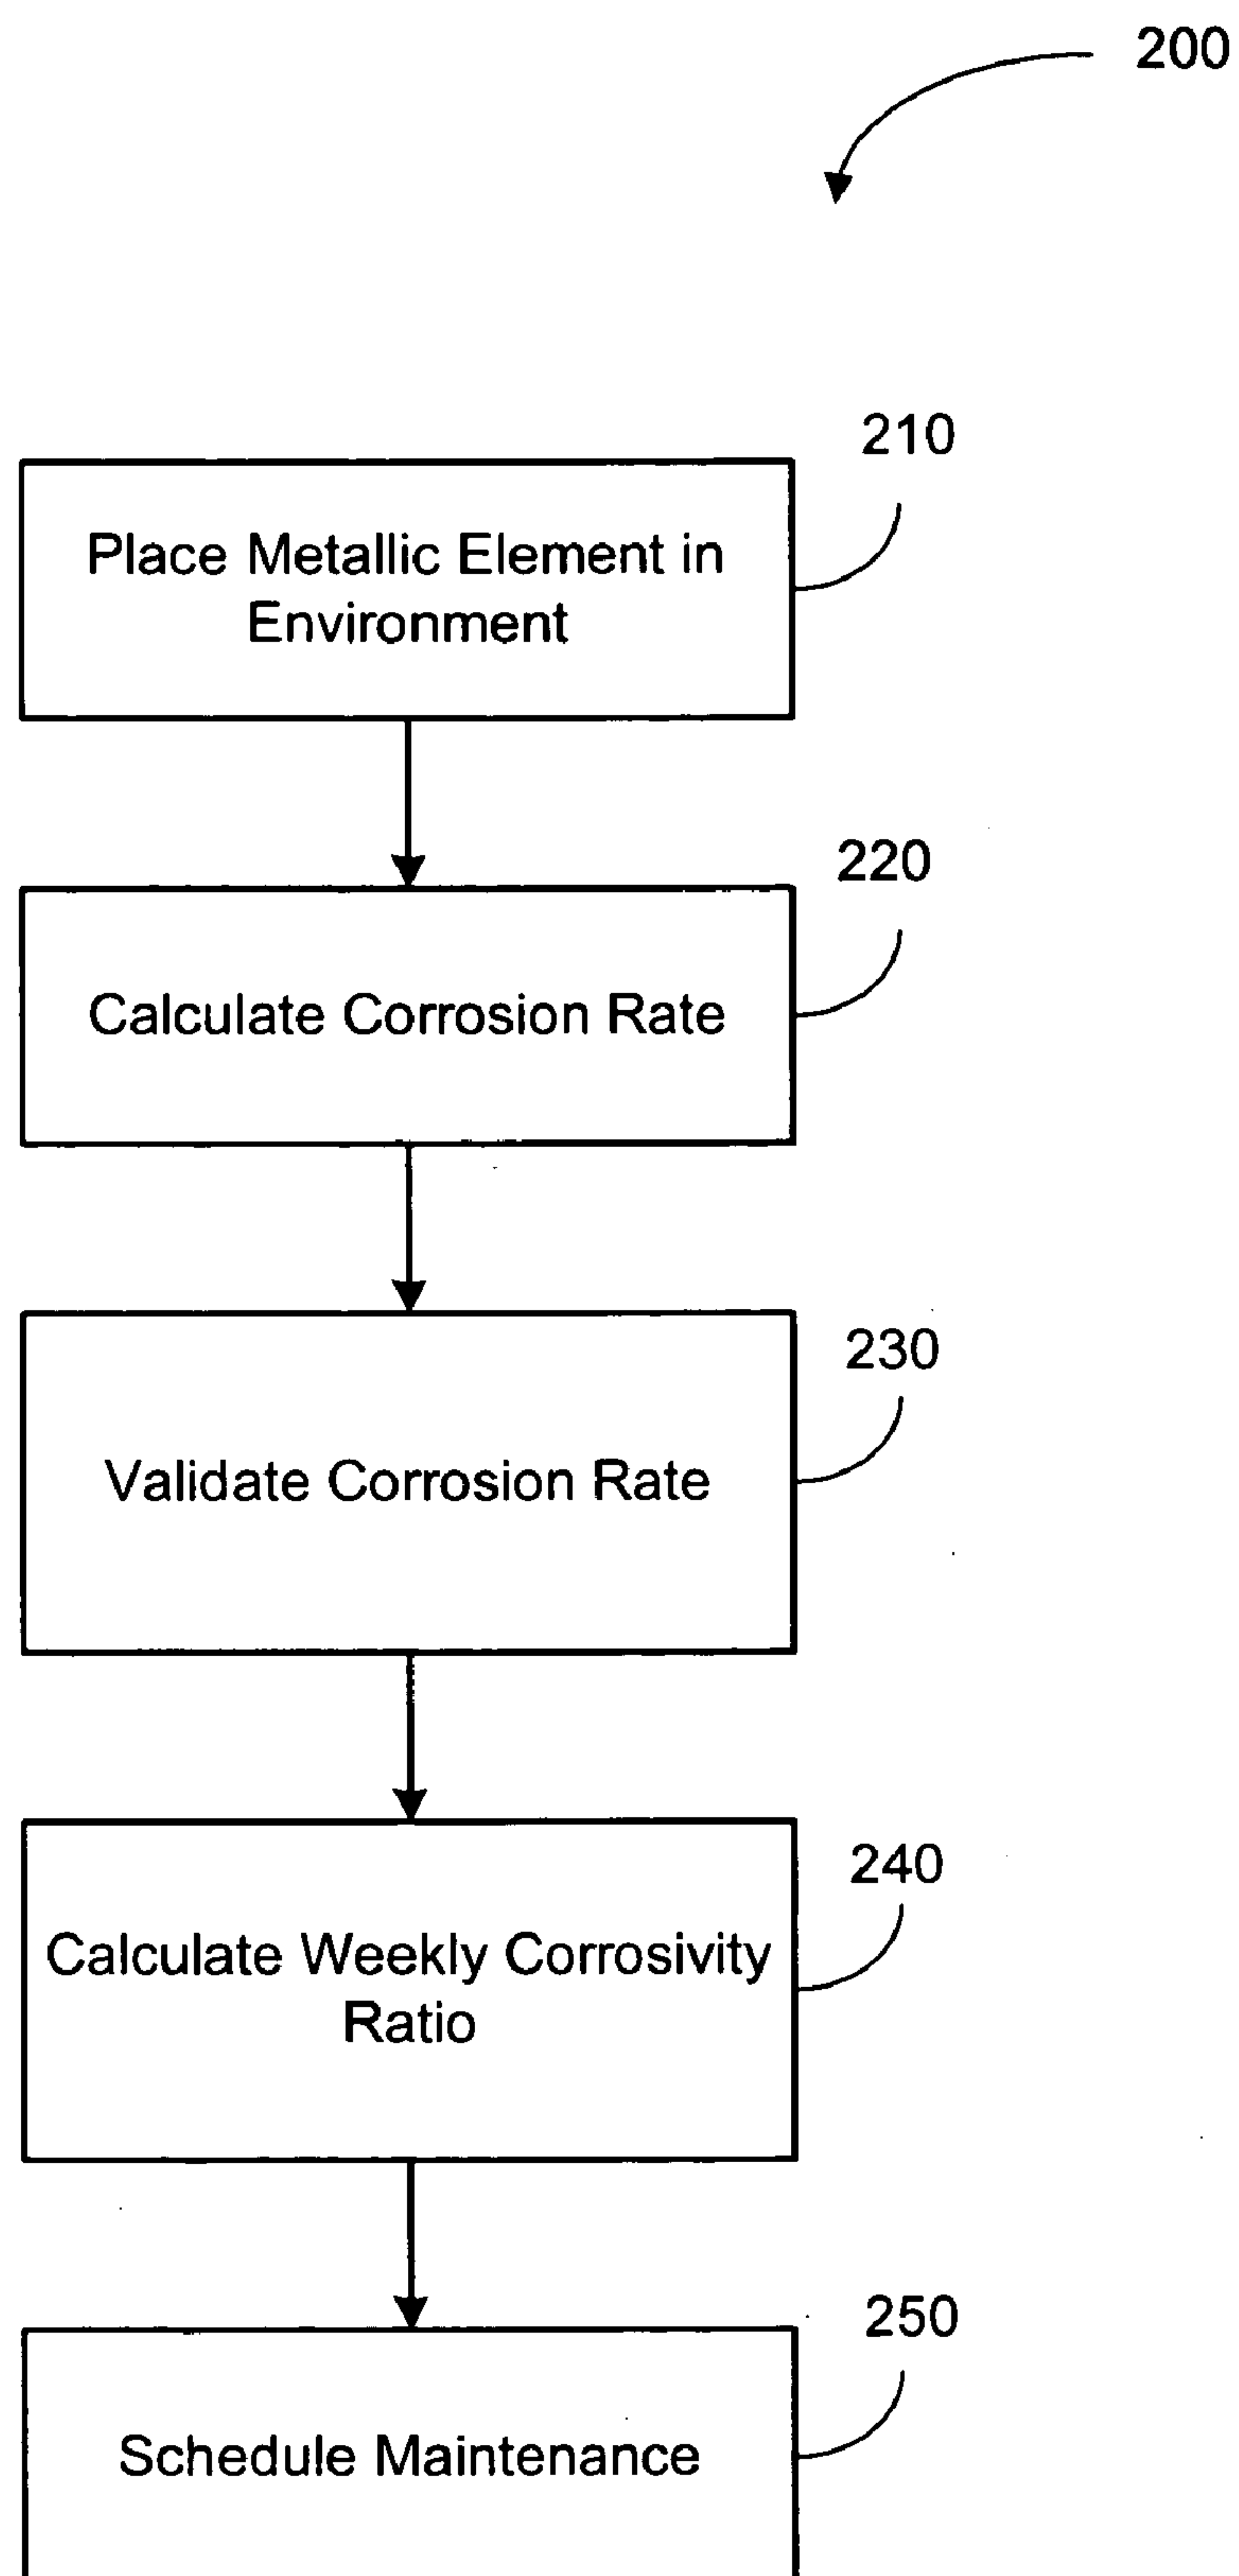 200
210
Place Metallic Element in
Environment
220
Calculate Corrosion Rate
230
Validate Corrosion Rate
240
Calculate Weekly Corrosivity
Ratio
250
Schedule Maintenance